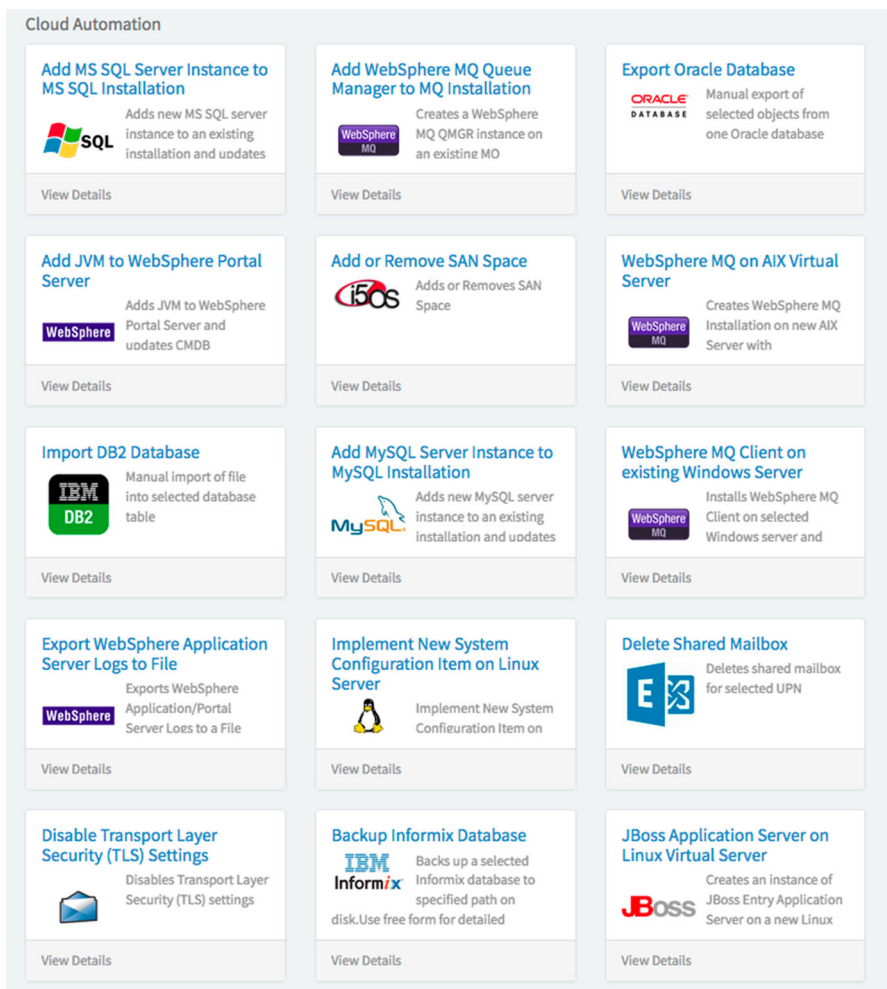 Cloud Automation
Add MS SQL Server Instance to
MS SQL Installation
SQL
Adds new MS SQL server
instance to an existing
installation and updates
View Details
Add WebSphere MQ Queue
Manager to MQ Installation
WebSphere
MQ
Creates a WebSphere
MQ QMGR instance on
an existing MO
View Details
Export Oracle Database
ORACLE
DATABASE
Manual export of
selected objects from
one Oracle database
View Details
Add JVM to WebSphere Portal
Server
WebSphere
Adds JVM to WebSphere
Portal Server and
updates CMDB
View Details
Add or Remove SAN Space
i5os
Adds or Removes SAN
Space
View Details
WebSphere MQ on AIX Virtual
Server
WebSphere
MQ
Creates WebSphere MQ
Installation on new AIX
Server with
View Details
Import DB2 Database
IBM
DB2
Manual import of file
into selected database
table
View Details
Add MySQL Server Instance to
MySQL Installation
MySQL
Adds new MySQL server
instance to an existing
installation and updates
View Details
WebSphere MQ Client on
existing Windows Server
WebSphere
MQ
Installs WebSphere MQ
Client on selected
Windows server and
View Details
Export WebSphere Application
Server Logs to File
WebSphere
Exports WebSphere
Application/Portal
Server Logs to a File
View Details
Implement New System
Configuration Item on Linux
Server
Implement New System
Configuration Item on
View Details
Delete Shared Mailbox
E
Deletes shared mailbox
for selected UPN
View Details
Disable Transport Layer
Security (TLS) Settings
Disables Transport Layer
Security (TLS) settings
View Details
Backup Informix Database
IBM
Informix
Backs up a selected
Informix database to
specified path on
disk.Use free form for detailed
View Details
JBoss Application Server on
Linux Virtual Server
JBoss
Creates an instance of
JBoss Entry Application
Server on a new Linux
View Details